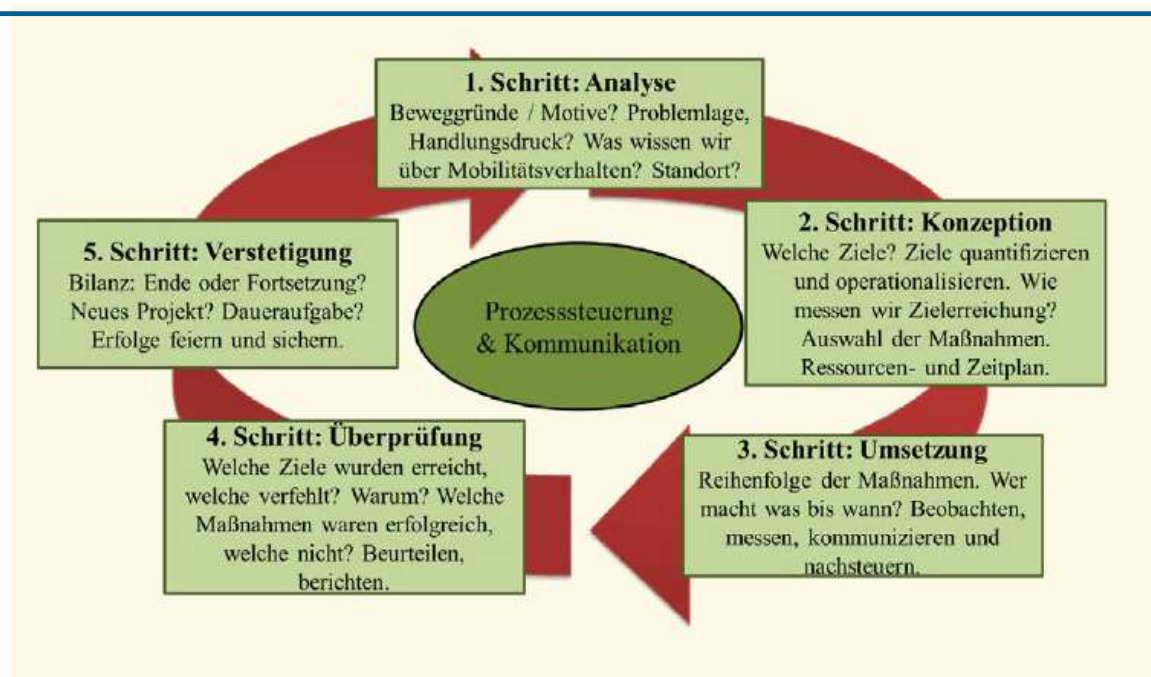 1. Schritt: Analyse
Beweggründe / Motive? Problemlage,
Handlungsdruck? Was wissen wir
über Mobilitätsverhalten? Standort?
2. Schritt: Konzeption
Welche Ziele? Ziele quantifizieren
und operationalisieren. Wie
messen wir Zielerreichung?
Auswahl der Maßnahmen.
Ressourcen- und Zeitplan.
3. Schritt: Umsetzung
Reihenfolge der Maßnahmen. Wer
macht was bis wann? Beobachten,
messen, kommunizieren und
nachsteuern.
4. Schritt: Überprüfung
Welche Ziele wurden erreicht,
welche verfehlt? Warum? Welche
Maßnahmen waren erfolgreich,
welche nicht? Beurteilen,
berichten.
5. Schritt: Verstetigung
Bilanz: Ende oder Fortsetzung?
Neues Projekt? Daueraufgabe?
Erfolge feiern und sichern.
Prozesssteuerung
& Kommunikation